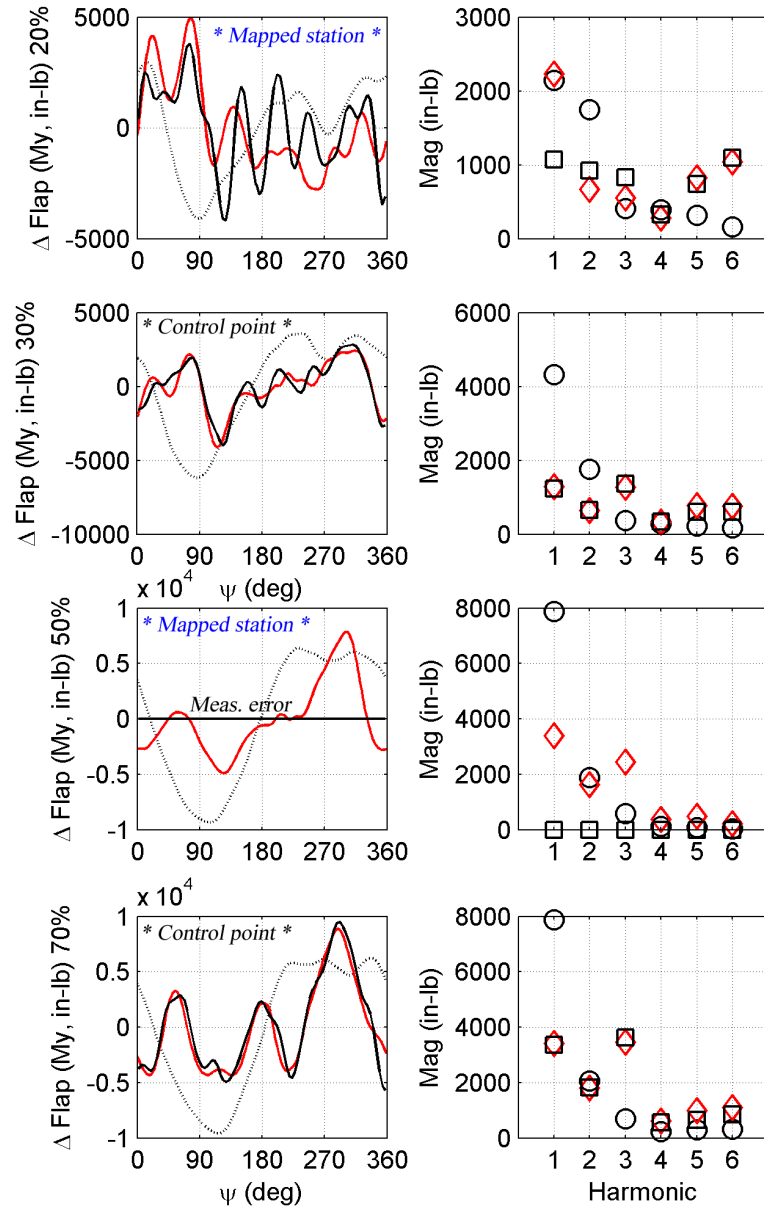 5000
0
-5000
0 90 180 270 360
Δ Flap (My, in-lb) 20%
* Mapped station *
3000
2000
1000
0
1 2 3 4 5 6
Mag (in-lb)
5000
0
-5000
-10000
0 90 180 270 360
ψ (deg)
Δ Flap (My, in-lb) 30%
* Control point *
6000
4000
2000
0
1 2 3 4 5 6
Mag (in-lb)
x 10^4
1
0.5
0
-0.5
-1
0 90 180 270 360
Δ Flap (My, in-lb) 50%
* Mapped station *
Meas. error
8000
6000
4000
2000
0
1 2 3 4 5 6
Mag (in-lb)
x 10^4
1
0.5
0
-0.5
-1
0 90 180 270 360
ψ (deg)
Δ Flap (My, in-lb) 70%
* Control point *
8000
6000
4000
2000
0
1 2 3 4 5 6
Harmonic
Mag (in-lb)